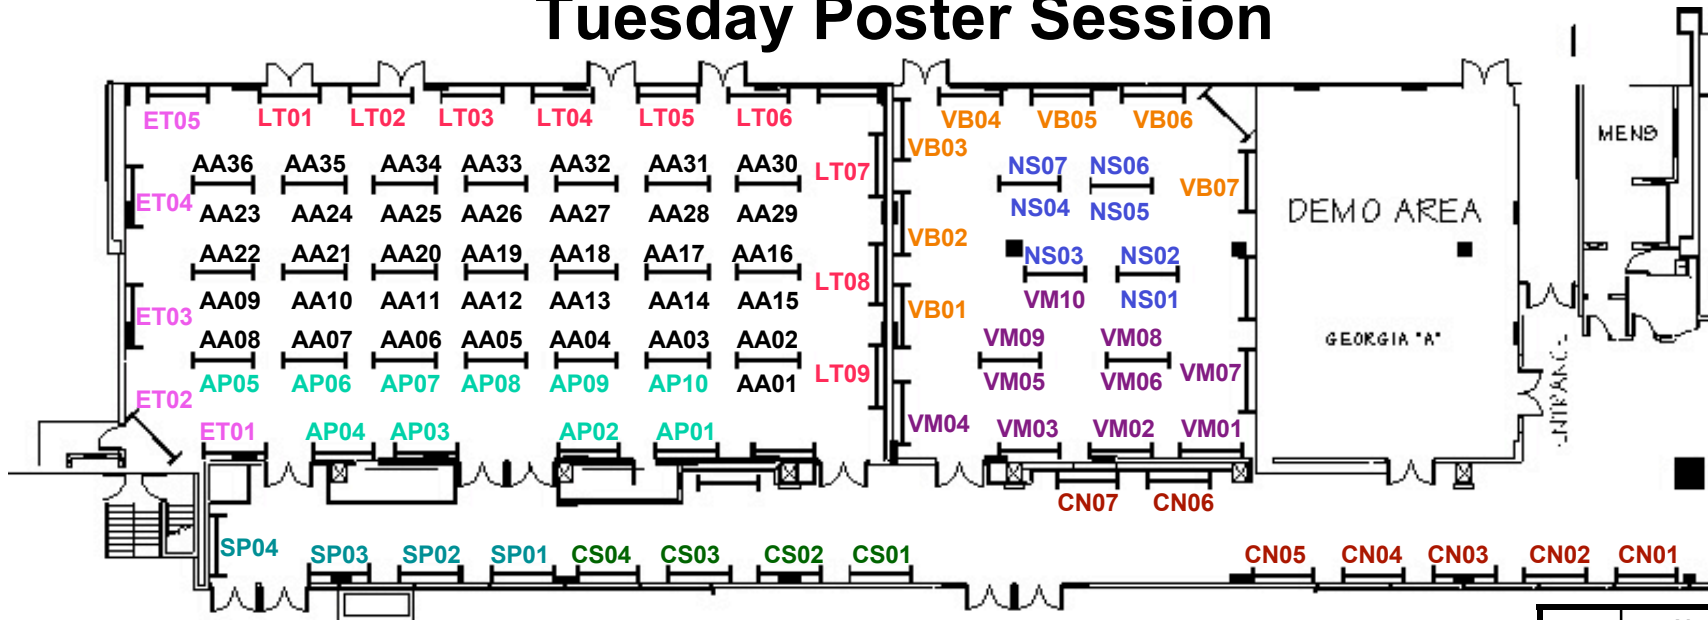 Tuesday Poster Session
ET05 LT01 LT02 LT03 LT04 LT05 LT06 VB04 VB05 VB06
MENS
VB03
AA36 AA35 AA34 AA33 AA32 AA31 AA30 LT07 NS07 NS06 VB07
ET04 AA23 AA24 AA25 AA26 AA27 AA28 AA29 NS04 NS05 DEMO AREA
VB02
AA22 AA21 AA20 AA19 AA18 AA17 AA16 NS03 NS02
LT08
ET03 AA09 AA10 AA11 AA12 AA13 AA14 AA15 VB01 VM10 NS01
AA08 AA07 AA06 AA05 AA04 AA03 AA02 VM09 VM08 GEORGIA "A"
LT09 VM07
AP05 AP06 AP07 AP08 AP09 AP10 AA01 VM05 VM06
ET02
ENTRANCE
ET01 AP04 AP03 AP02 AP01 VM04 VM03 VM02 VM01
CN07 CN06
SP04 SP03 SP02 SP01 CS04 CS03 CS02 CS01 CN05 CN04 CN03 CN02 CN01